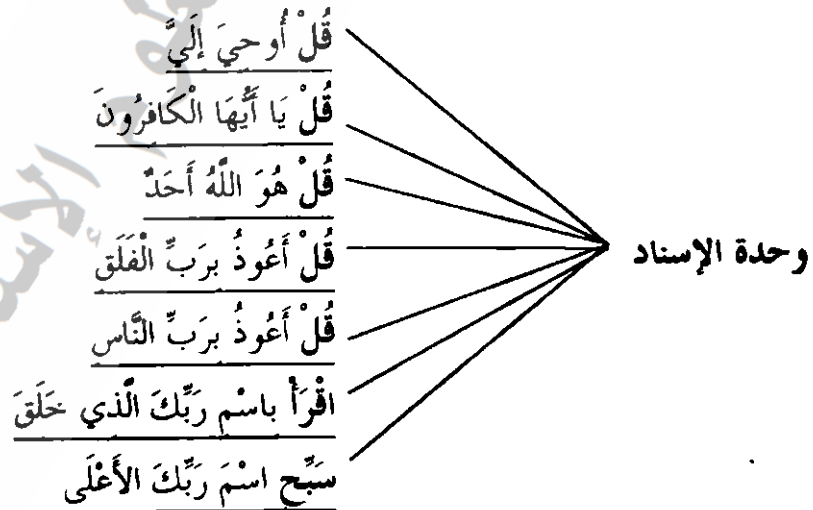 قُلْ أُوحِيَ إِلَيَّ
قُلْ يَا أَيُّهَا الْكَافِرُونَ
قُلْ هُوَ اللَّهُ أَحَدٌ
قُلْ أَعُوذُ بِرَبِّ الْفَلَقِ
وحدة الإسناد
قُلْ أَعُوذُ بِرَبِّ النَّاسِ
اقْرَأْ بِاسْمِ رَبِّكَ الَّذِي خَلَقَ
سَبِّحِ اسْمَ رَبِّكَ الأَعْلَى